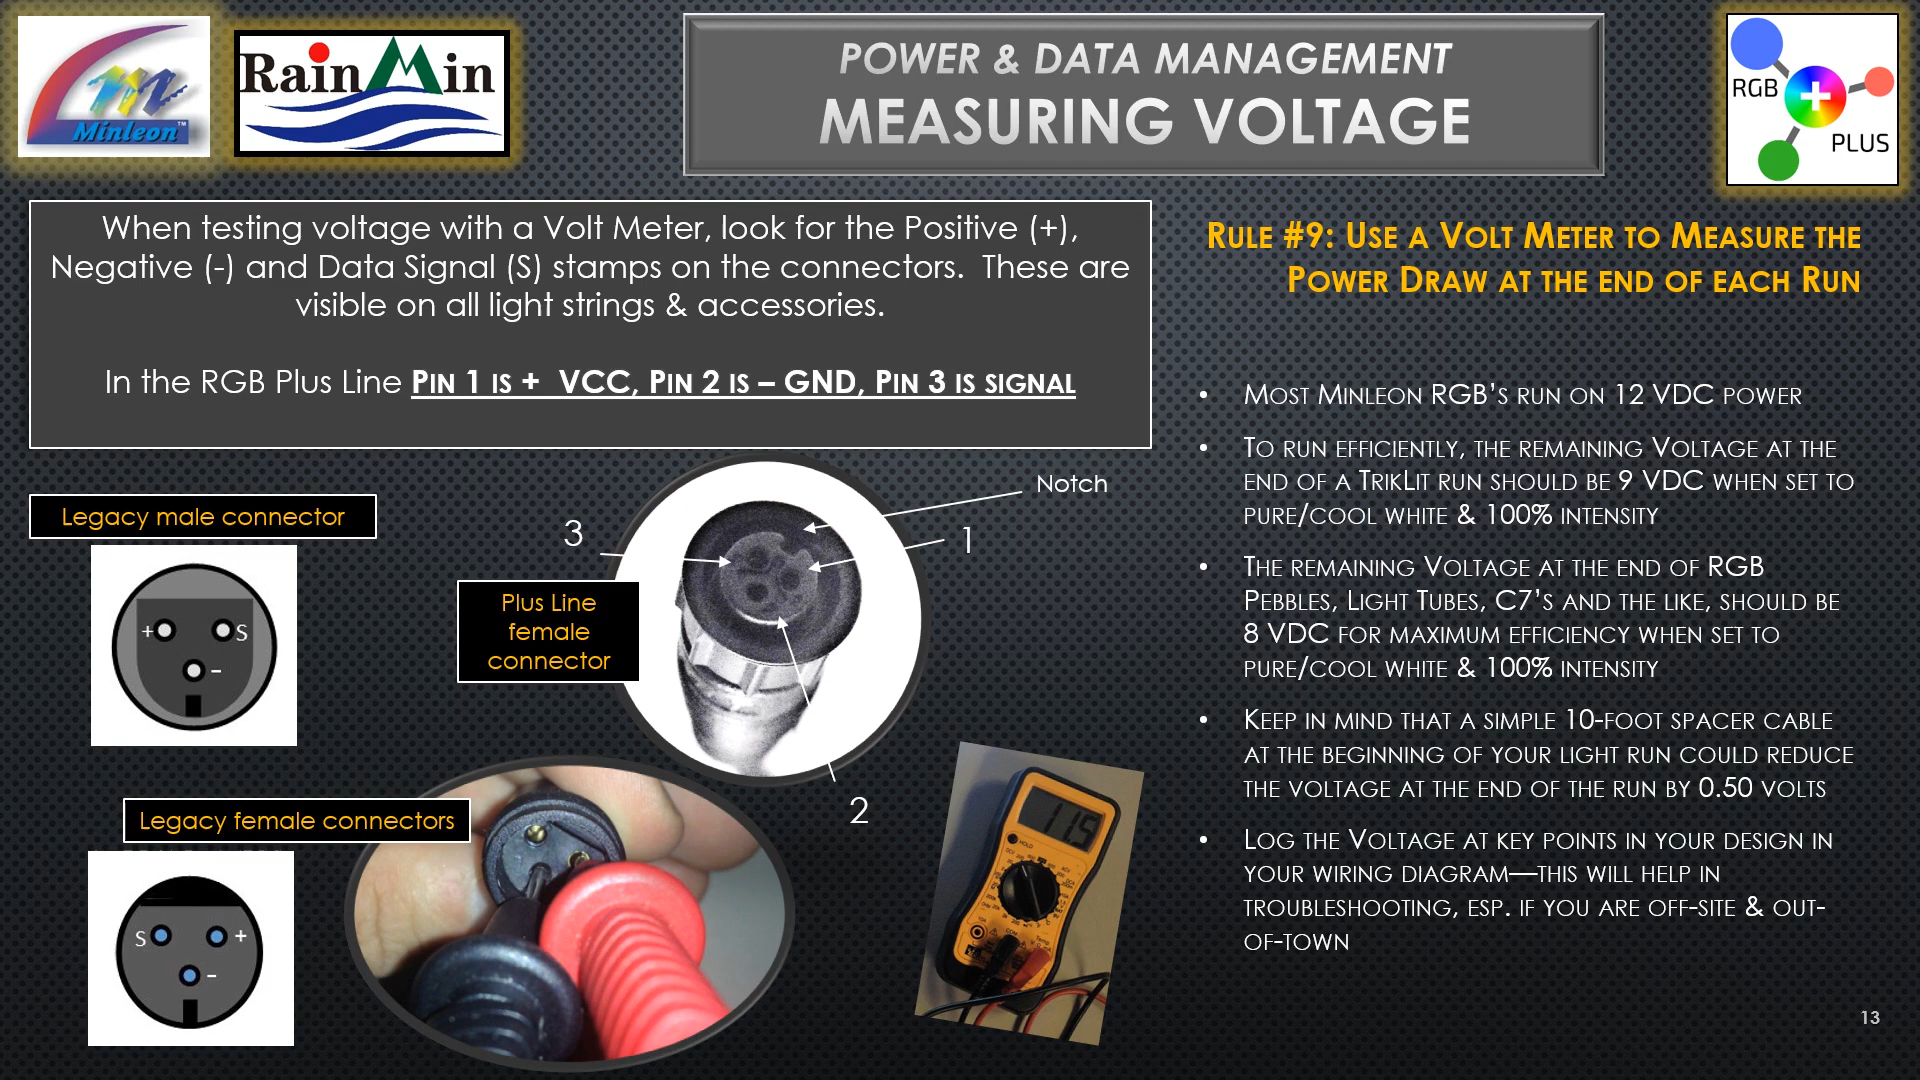 Minleon™
RainMin
POWER & DATA MANAGEMENT
MEASURING VOLTAGE
RGB
PLUS
When testing voltage with a Volt Meter, look for the Positive (+),
Negative (-) and Data Signal (S) stamps on the connectors. These are
visible on all light strings & accessories.
In the RGB Plus Line PIN 1 IS + VCC, PIN 2 IS – GND, PIN 3 IS SIGNAL
RULE #9: USE A VOLT METER TO MEASURE THE
POWER DRAW AT THE END OF EACH RUN
• MOST MINLEON RGB'S RUN ON 12 VDC POWER
• TO RUN EFFICIENTLY, THE REMAINING VOLTAGE AT THE
END OF A TRIKLIT RUN SHOULD BE 9 VDC WHEN SET TO
PURE/COOL WHITE & 100% INTENSITY
• THE REMAINING VOLTAGE AT THE END OF RGB
PEBBLES, LIGHT TUBES, C7'S AND THE LIKE, SHOULD BE
8 VDC FOR MAXIMUM EFFICIENCY WHEN SET TO
PURE/COOL WHITE & 100% INTENSITY
• KEEP IN MIND THAT A SIMPLE 10-FOOT SPACER CABLE
AT THE BEGINNING OF YOUR LIGHT RUN COULD REDUCE
THE VOLTAGE AT THE END OF THE RUN BY 0.50 VOLTS
• LOG THE VOLTAGE AT KEY POINTS IN YOUR DESIGN IN
YOUR WIRING DIAGRAM—THIS WILL HELP IN
TROUBLESHOOTING, ESP. IF YOU ARE OFF-SITE & OUT-
OF-TOWN
Legacy male connector
+ S
-
Notch
3
1
Plus Line
female
connector
2
Legacy female connectors
S +
-
11.5
HOLD
COM
13